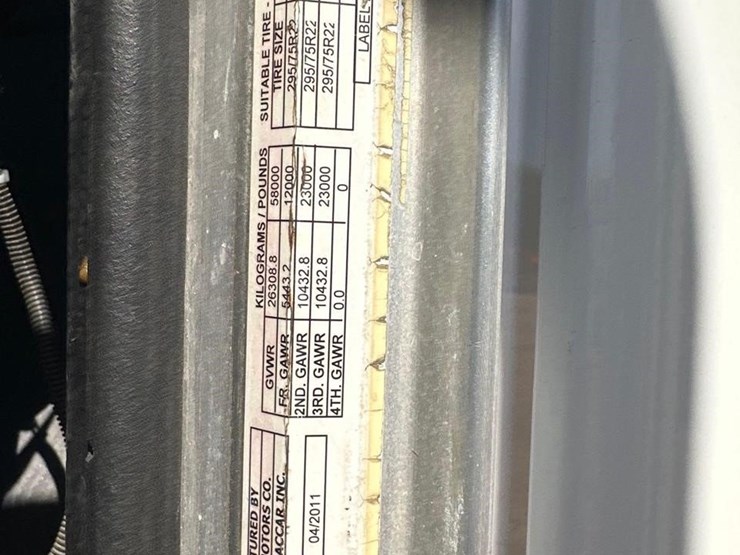 TURED BY
OTORS CO.
ACCAR INC.
04/2011
KILOGRAMS / POUNDS
GVWR 26308.8 58000
FR. GAWR 5443.2 12000
2ND. GAWR 10432.8 23000
3RD. GAWR 10432.8 23000
4TH. GAWR 0.0 0
SUITABLE TIRE -
TIRE SIZE
295/75R22
295/75R22
295/75R22
LABEL